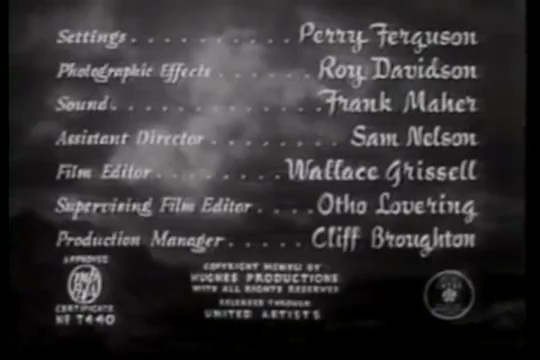 Settings. . . . . . . . . . . Perry Ferguson
Photographic Effects . . . . . . Roy Davidson
Sound. . . . . . . . . . . . . . Frank Maher
Assistant Director . . . . . . . . Sam Nelson
Film Editor . . . . . . . . Wallace Grissell
Supervising Film Editor . . . . Otho Lovering
Production Manager. . . . . Cliff Broughton
APPROVED
CERTIFICATE
Nº 7440
COPYRIGHT MCMXLI BY
HUGHES PRODUCTIONS
WITH ALL RIGHTS RESERVED
RELEASED THROUGH
UNITED ARTISTS